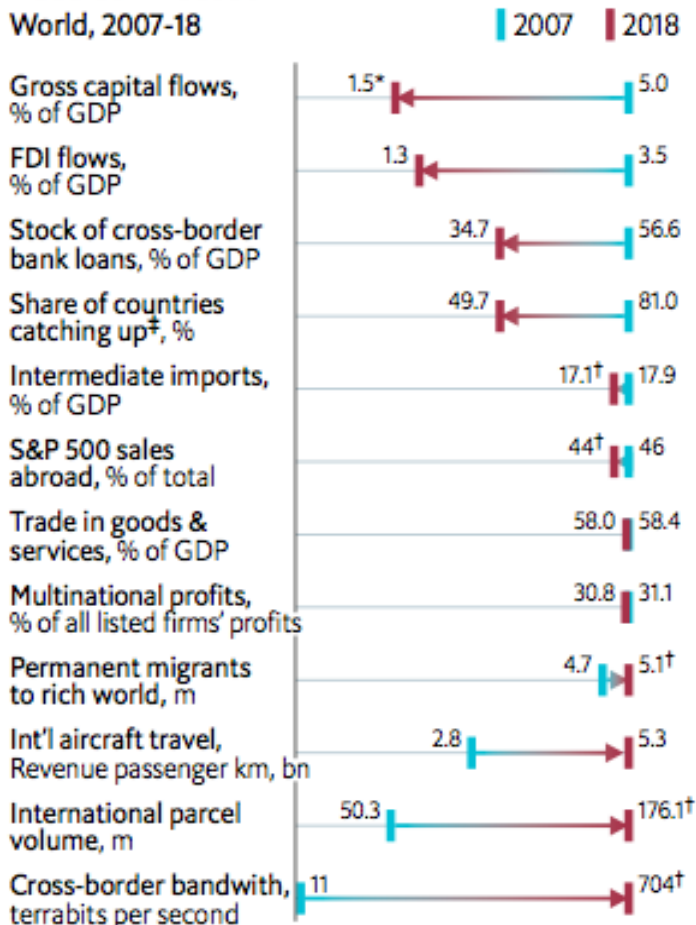 World, 2007-18
2007
2018
Gross capital flows,
% of GDP
1.5*
5.0
FDI flows,
% of GDP
1.3
3.5
Stock of cross-border
bank loans, % of GDP
34.7
56.6
Share of countries
catching up‡, %
49.7
81.0
Intermediate imports,
% of GDP
17.1†
17.9
S&P 500 sales
abroad, % of total
44†
46
Trade in goods &
services, % of GDP
58.0
58.4
Multinational profits,
% of all listed firms’ profits
30.8
31.1
Permanent migrants
to rich world, m
4.7
5.1†
Int’l aircraft travel,
Revenue passenger km, bn
2.8
5.3
International parcel
volume, m
50.3
176.1†
Cross-border bandwith,
terrabits per second
11
704†